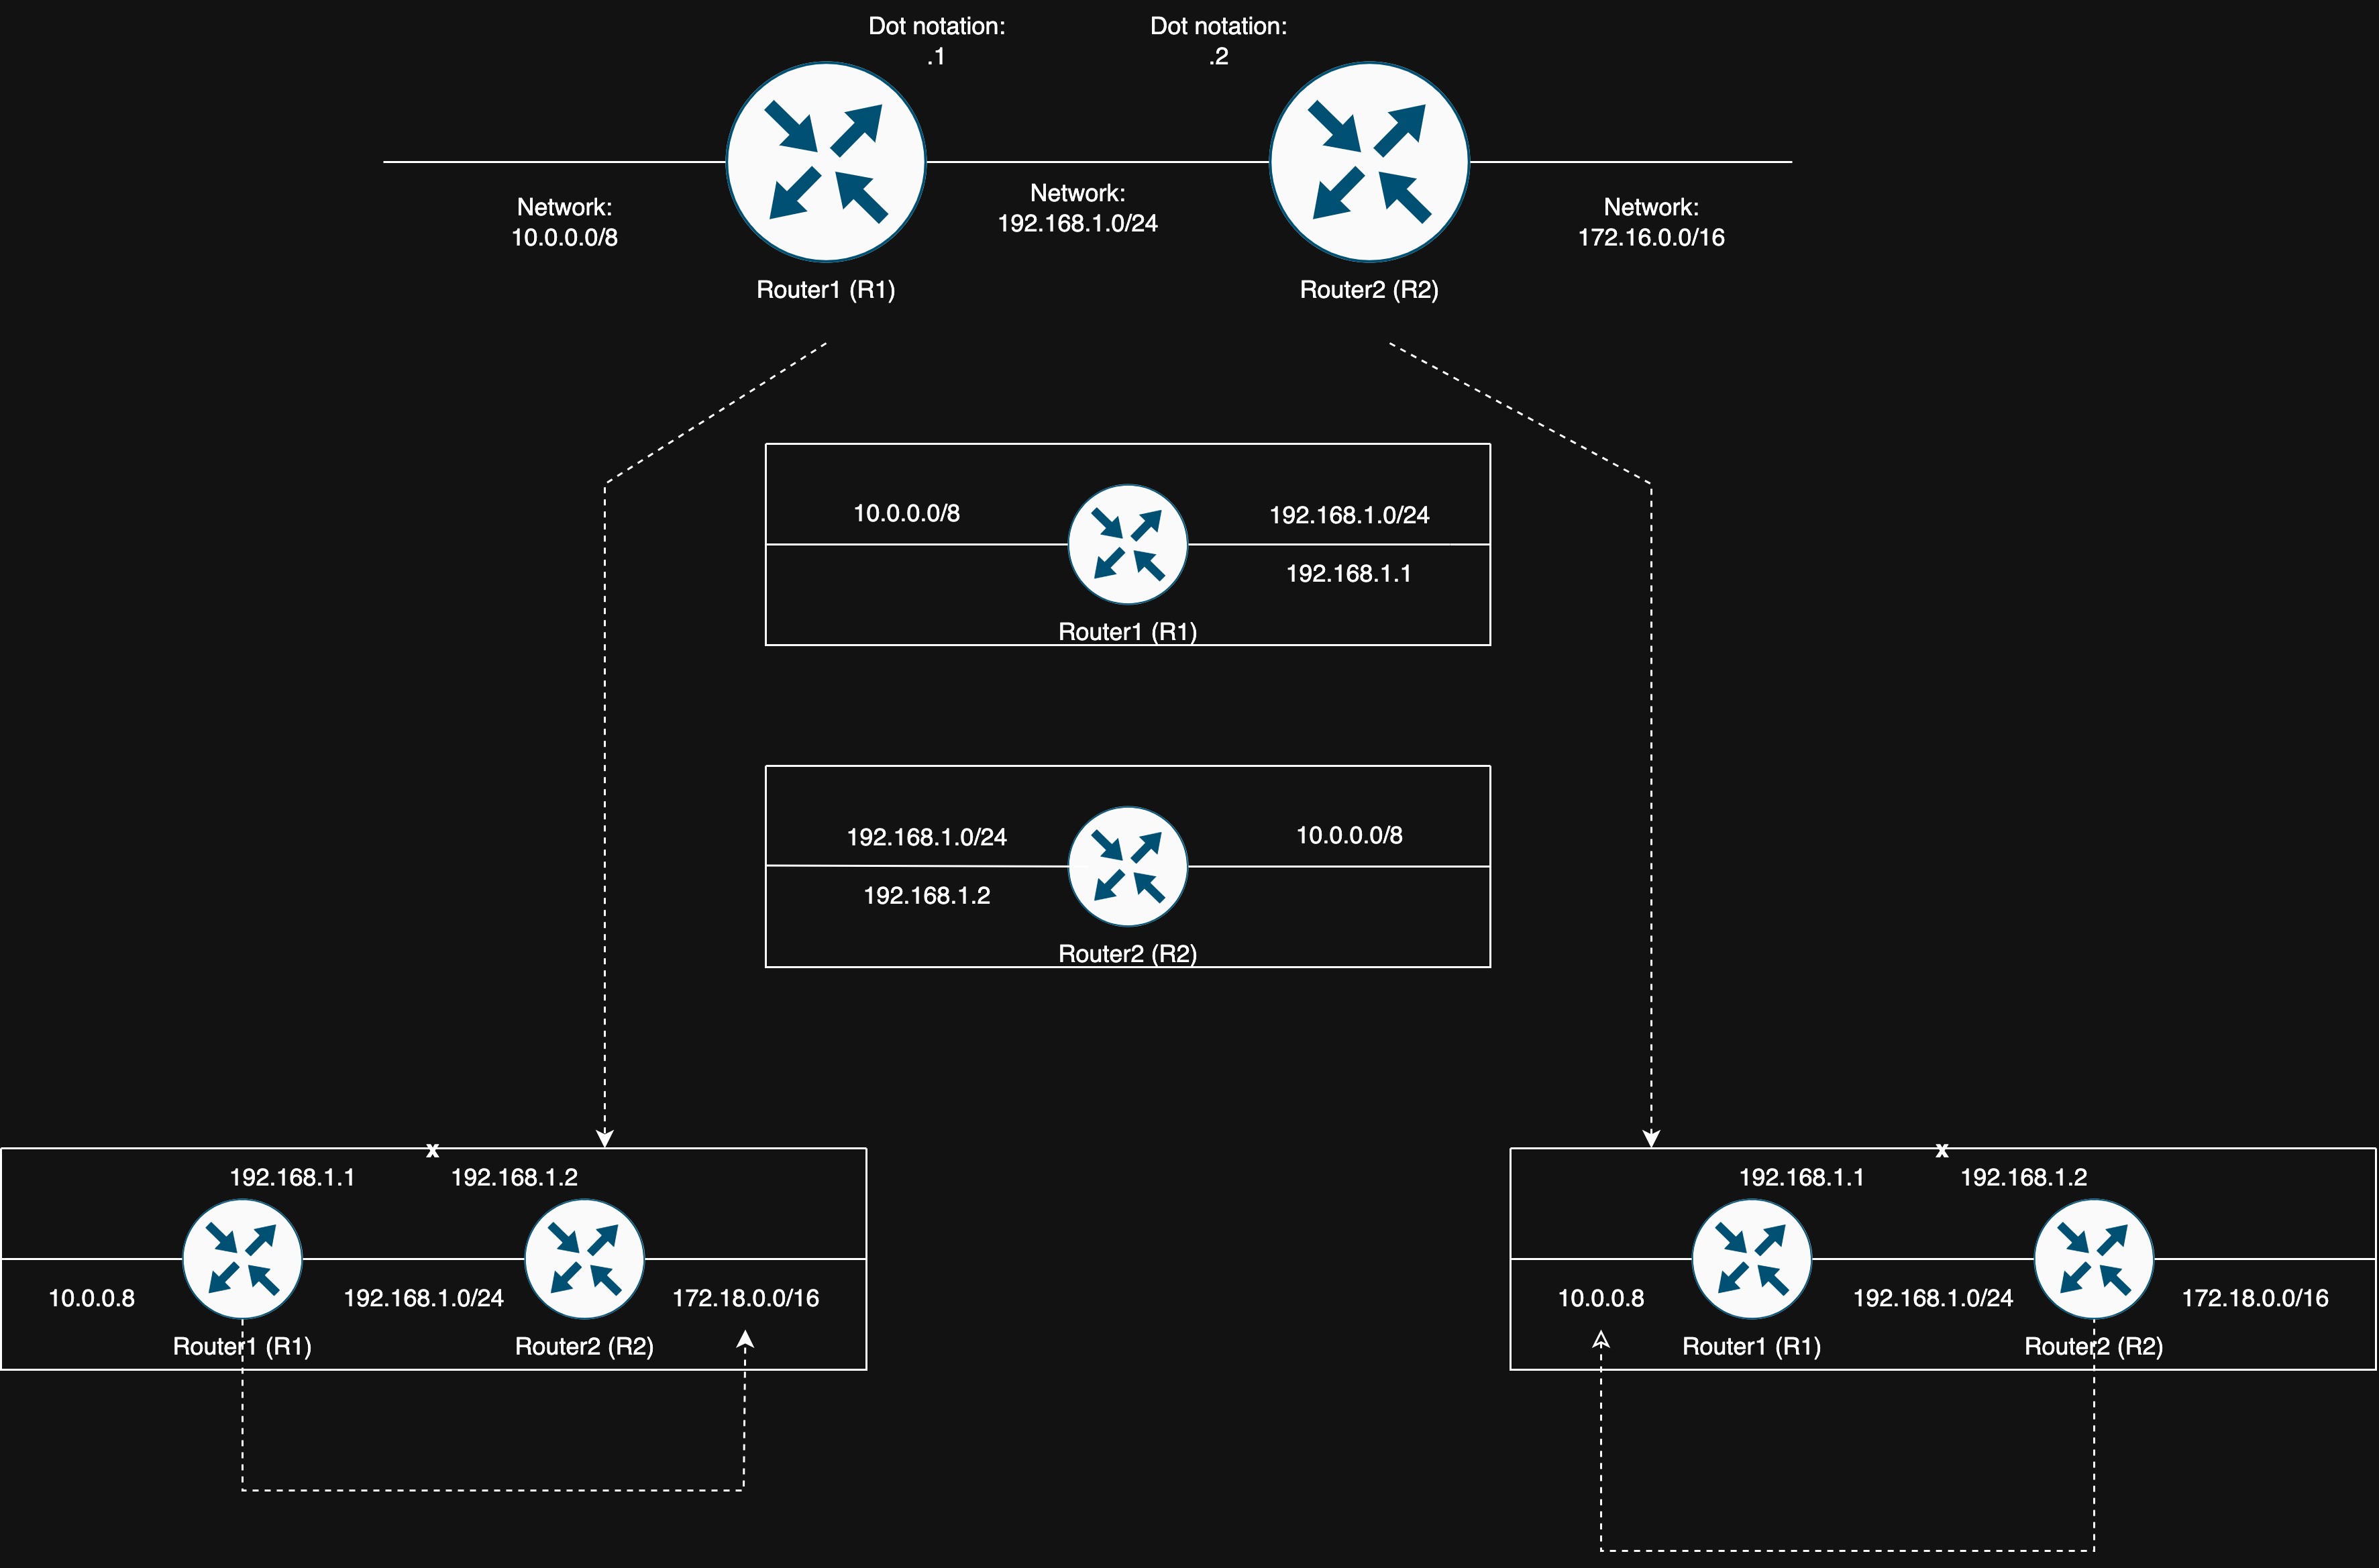 Dot notation:
.1
Dot notation:
.2
Network:
10.0.0.0/8
Network:
192.168.1.0/24
Network:
172.16.0.0/16
Router1 (R1)
Router2 (R2)
10.0.0.0/8
192.168.1.0/24
192.168.1.1
Router1 (R1)
192.168.1.0/24
10.0.0.0/8
192.168.1.2
Router2 (R2)
x
192.168.1.1
192.168.1.2
10.0.0.8
192.168.1.0/24
172.18.0.0/16
Router1 (R1)
Router2 (R2)
x
192.168.1.1
192.168.1.2
10.0.0.8
192.168.1.0/24
172.18.0.0/16
Router1 (R1)
Router2 (R2)